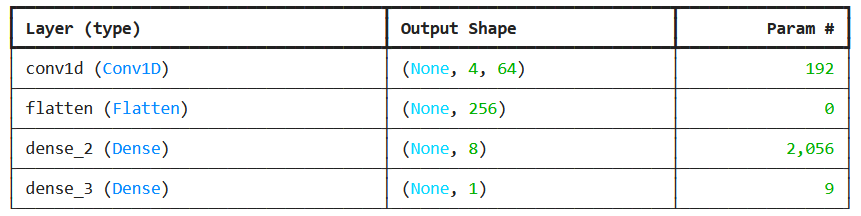 Layer (type) Output Shape Param #
conv1d (Conv1D) (None, 4, 64) 192
flatten (Flatten) (None, 256) 0
dense_2 (Dense) (None, 8) 2,056
dense_3 (Dense) (None, 1) 9